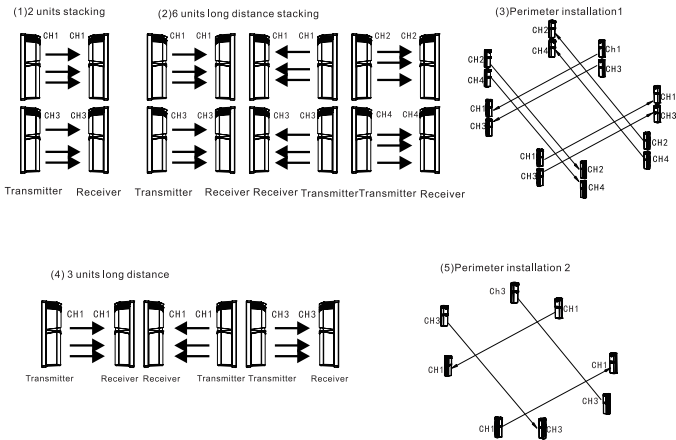 (1)2 units stacking
(2)6 units long distance stacking
(3)Perimeter installation1
CH1 CH1
CH1 CH1 CH1 CH1 CH2 CH2
CH3 CH3
CH3 CH3 CH3 CH3 CH4 CH4
Transmitter Receiver
Transmitter Receiver Receiver Transmitter Transmitter Receiver
CH2
CH4
Ch1
CH3
CH2
CH4
CH1
CH3
CH1
CH3
CH1
CH3
CH2
CH4
CH2
CH4
(4) 3 units long distance
CH1 CH1 CH1 CH1 CH3 CH3
Transmitter Receiver Receiver Transmitter Transmitter Receiver
(5)Perimeter installation 2
Ch3
CH1
CH3
CH1
CH1
CH3
CH1
CH3